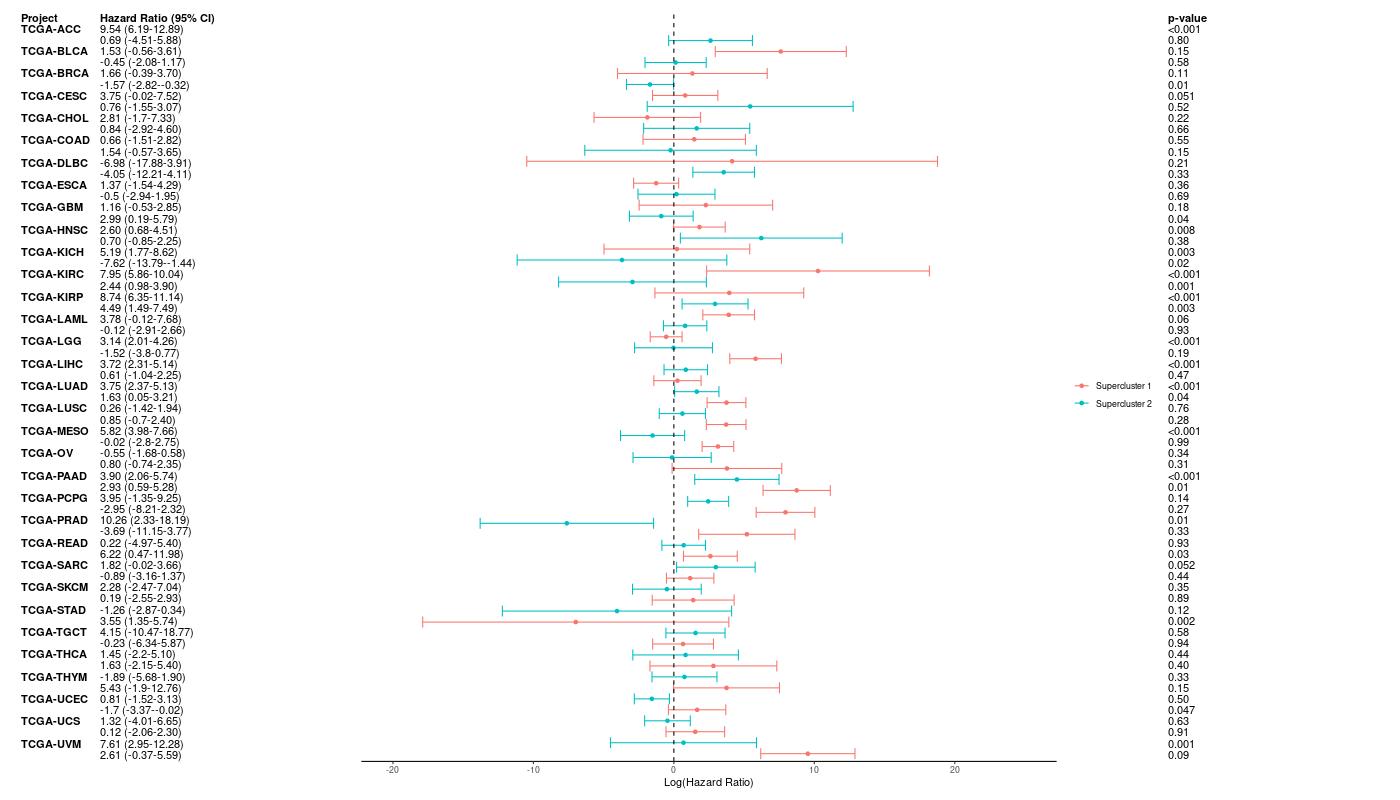 Project Hazard Ratio (95% CI) p-value
TCGA-ACC 9.54 (6.19-12.89) <0.001
0.69 (-4.51-5.88) 0.80
TCGA-BLCA 1.53 (-0.56-3.61) 0.15
-0.45 (-2.08-1.17) 0.58
TCGA-BRCA 1.66 (-0.39-3.70) 0.11
-1.57 (-2.82--0.32) 0.01
TCGA-CESC 3.75 (-0.02-7.52) 0.051
0.76 (-1.55-3.07) 0.52
TCGA-CHOL 2.81 (-1.7-7.33) 0.22
0.84 (-2.92-4.60) 0.66
TCGA-COAD 0.66 (-1.51-2.82) 0.55
1.54 (-0.57-3.65) 0.15
TCGA-DLBC -6.98 (-17.88-3.91) 0.21
-4.05 (-12.21-4.11) 0.33
TCGA-ESCA 1.37 (-1.54-4.29) 0.36
-0.5 (-2.94-1.95) 0.69
TCGA-GBM 1.16 (-0.53-2.85) 0.18
2.99 (0.19-5.79) 0.04
TCGA-HNSC 2.60 (0.68-4.51) 0.008
0.70 (-0.85-2.25) 0.38
TCGA-KICH 5.19 (1.77-8.62) 0.003
-7.62 (-13.79--1.44) 0.02
TCGA-KIRC 7.95 (5.86-10.04) <0.001
2.44 (0.98-3.90) 0.001
TCGA-KIRP 8.74 (6.35-11.14) <0.001
4.49 (1.49-7.49) 0.003
TCGA-LAML 3.78 (-0.12-7.68) 0.06
-0.12 (-2.91-2.66) 0.93
TCGA-LGG 3.14 (2.01-4.26) <0.001
-1.52 (-3.8-0.77) 0.19
TCGA-LIHC 3.72 (2.31-5.14) <0.001
0.61 (-1.04-2.25) 0.47
TCGA-LUAD 3.75 (2.37-5.13) <0.001
1.63 (0.05-3.21) 0.04
TCGA-LUSC 0.26 (-1.42-1.94) 0.76
0.85 (-0.7-2.40) 0.28
TCGA-MESO 5.82 (3.98-7.66) <0.001
-0.02 (-2.8-2.75) 0.99
TCGA-OV -0.55 (-1.68-0.58) 0.34
0.80 (-0.74-2.35) 0.31
TCGA-PAAD 3.90 (2.06-5.74) <0.001
2.93 (0.59-5.28) 0.01
TCGA-PCPG 3.95 (-1.35-9.25) 0.14
-2.95 (-8.21-2.32) 0.27
TCGA-PRAD 10.26 (2.33-18.19) 0.01
-3.69 (-11.15-3.77) 0.33
TCGA-READ 0.22 (-4.97-5.40) 0.93
6.22 (0.47-11.98) 0.03
TCGA-SARC 1.82 (-0.02-3.66) 0.052
-0.89 (-3.16-1.37) 0.44
TCGA-SKCM 2.28 (-2.47-7.04) 0.35
0.19 (-2.55-2.93) 0.89
TCGA-STAD -1.26 (-2.87-0.34) 0.12
3.55 (1.35-5.74) 0.002
TCGA-TGCT 4.15 (-10.47-18.77) 0.58
-0.23 (-6.34-5.87) 0.94
TCGA-THCA 1.45 (-2.2-5.10) 0.44
1.63 (-2.15-5.40) 0.40
TCGA-THYM -1.89 (-5.68-1.90) 0.33
5.43 (-1.9-12.76) 0.15
TCGA-UCEC 0.81 (-1.52-3.13) 0.50
-1.7 (-3.37--0.02) 0.047
TCGA-UCS 1.32 (-4.01-6.65) 0.63
0.12 (-2.06-2.30) 0.91
TCGA-UVM 7.61 (2.95-12.28) 0.001
2.61 (-0.37-5.59) 0.09
Supercluster 1
Supercluster 2
-20 -10 0 10 20
Log(Hazard Ratio)